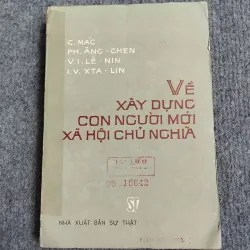 C. MÁC
PH. ĂNG-GHEN
V. I. LÊ-NIN
I. V. XTA-LIN
VỀ
XÂY DỰNG
CON NGƯỜI MỚI
XÃ HỘI CHỦ NGHĨA
ST
NHÀ XUẤT BẢN SỰ THẬT